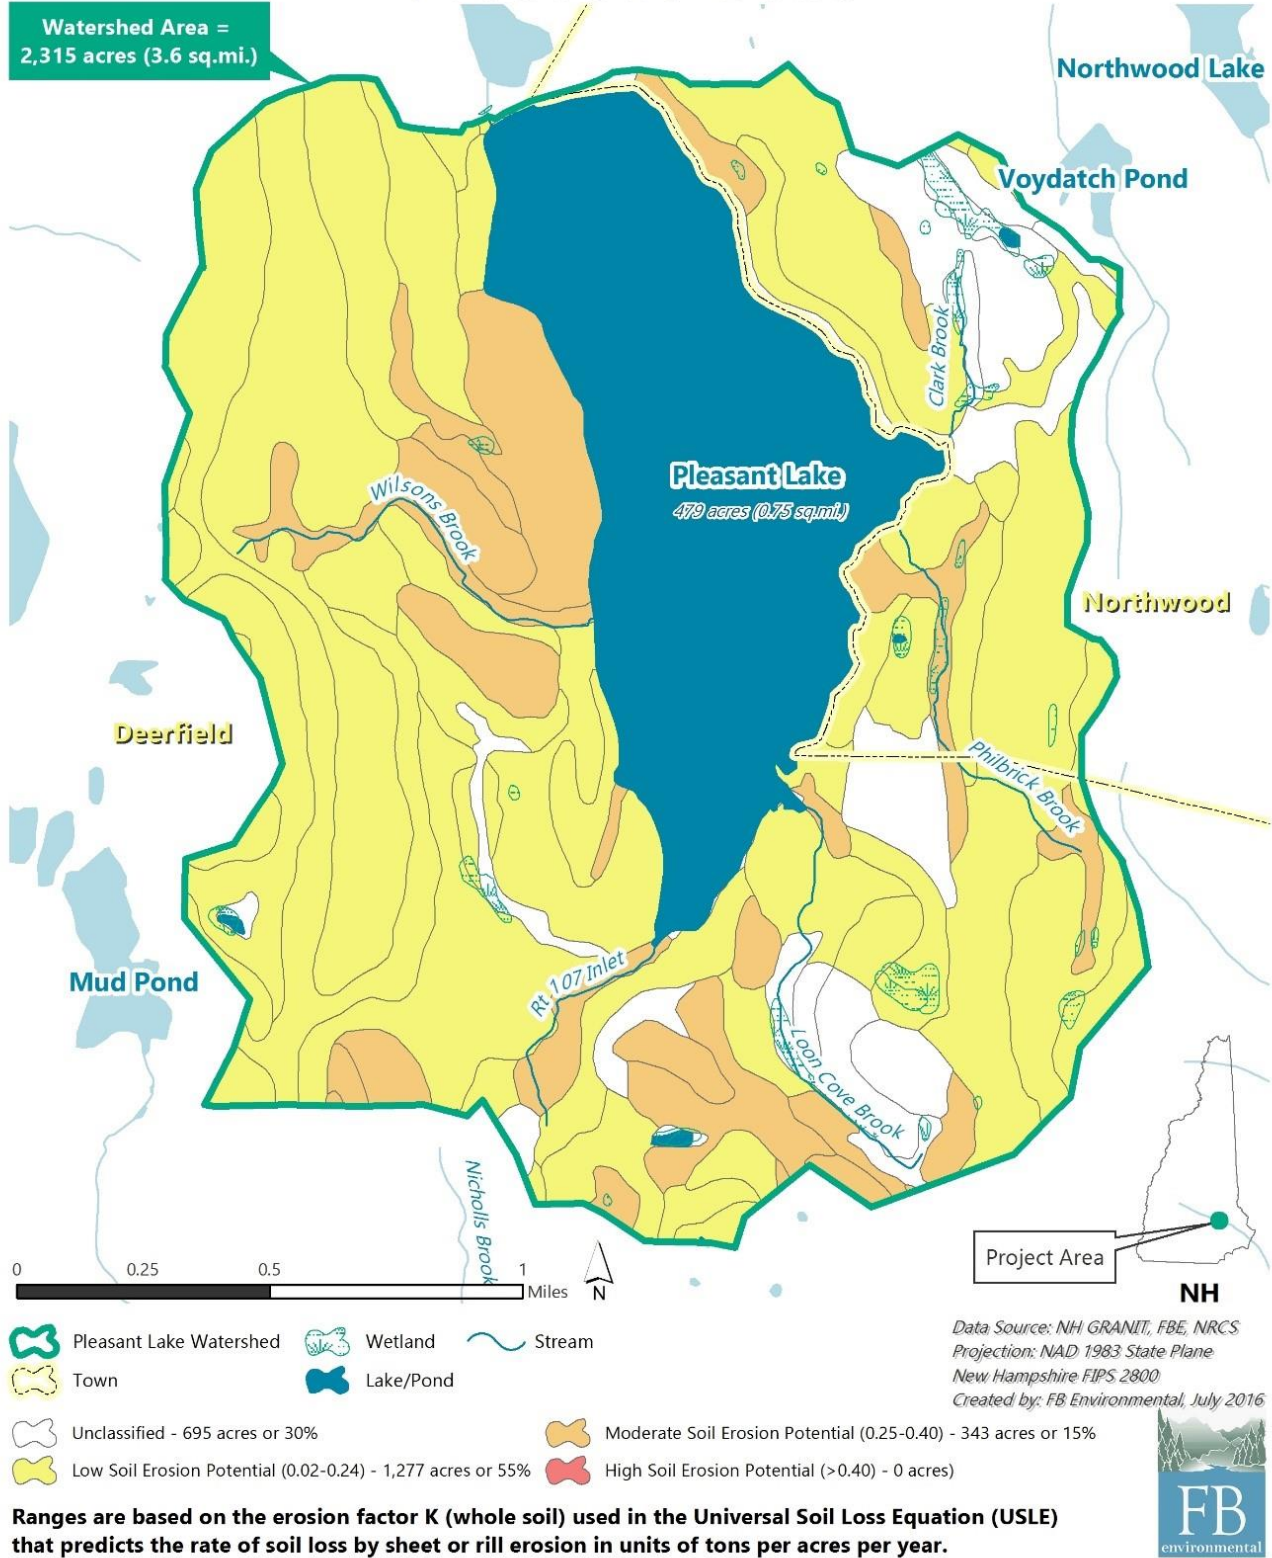 Watershed Area =
2,315 acres (3.6 sq.mi.)
Northwood Lake
Voydatch Pond
Clark Brook
Pleasant Lake
479 acres (0.75 sq.mi.)
Wilsons Brook
Northwood
Deerfield
Philbrick Brook
Mud Pond
Rt 107 Inlet
Loon Cove Brook
Nicholls Brook
Project Area
NH
0 0.25 0.5 1
Miles
N
Pleasant Lake Watershed
Wetland
Stream
Town
Lake/Pond
Data Source: NH GRANIT, FBE, NRCS
Projection: NAD 1983 State Plane
New Hampshire FIPS 2800
Created by: FB Environmental, July 2016
Unclassified - 695 acres or 30%
Moderate Soil Erosion Potential (0.25-0.40) - 343 acres or 15%
Low Soil Erosion Potential (0.02-0.24) - 1,277 acres or 55%
High Soil Erosion Potential (>0.40) - 0 acres)
Ranges are based on the erosion factor K (whole soil) used in the Universal Soil Loss Equation (USLE)
that predicts the rate of soil loss by sheet or rill erosion in units of tons per acres per year.
FB
environmental